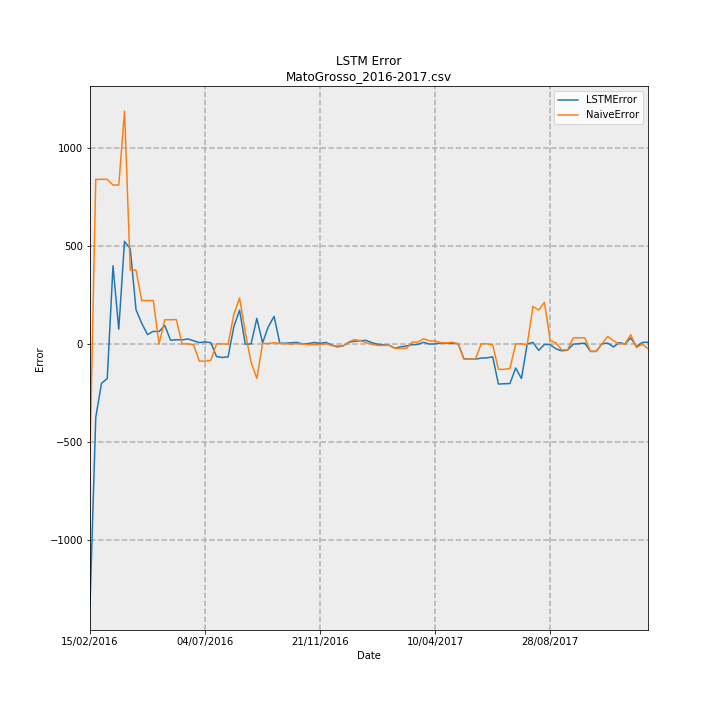 LSTM Error
MatoGrosso_2016-2017.csv
LSTMError
NaiveError
1000
500
0
−500
−1000
Error
15/02/2016 04/07/2016 21/11/2016 10/04/2017 28/08/2017
Date